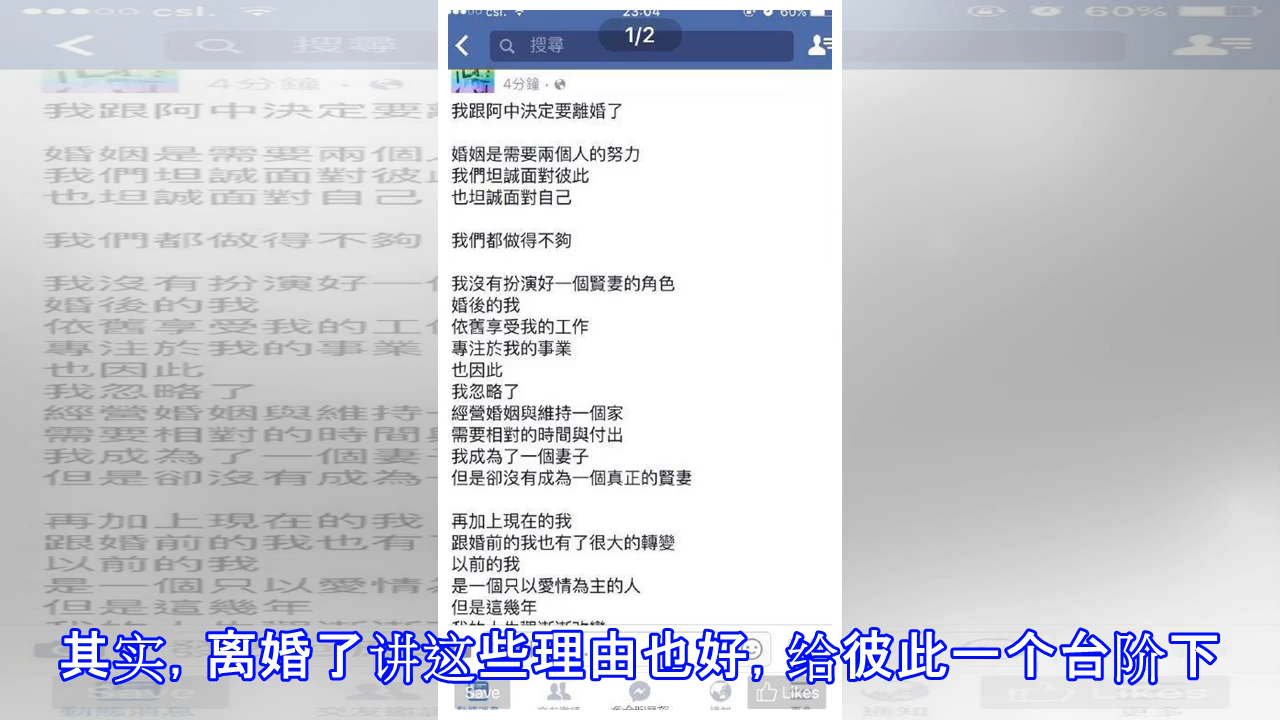 csl.
23:04
60%
1/2
搜尋
4分鐘
我跟阿中決定要離婚了
婚姻是需要兩個人的努力
我們坦誠面對彼此
也坦誠面對自己
我們都做得不夠
我沒有扮演好一個賢妻的角色
婚後的我
依舊享受我的工作
專注於我的事業
也因此
我忽略了
經營婚姻與維持一個家
需要相對的時間與付出
我成為了一個妻子
但是卻沒有成為一個真正的賢妻
再加上現在的我
跟婚前的我也有了很大的轉變
以前的我
是一個只以愛情為主的人
但是這幾年
其实,离婚了讲这些理由也好,给彼此一个台阶下
Save
Likes